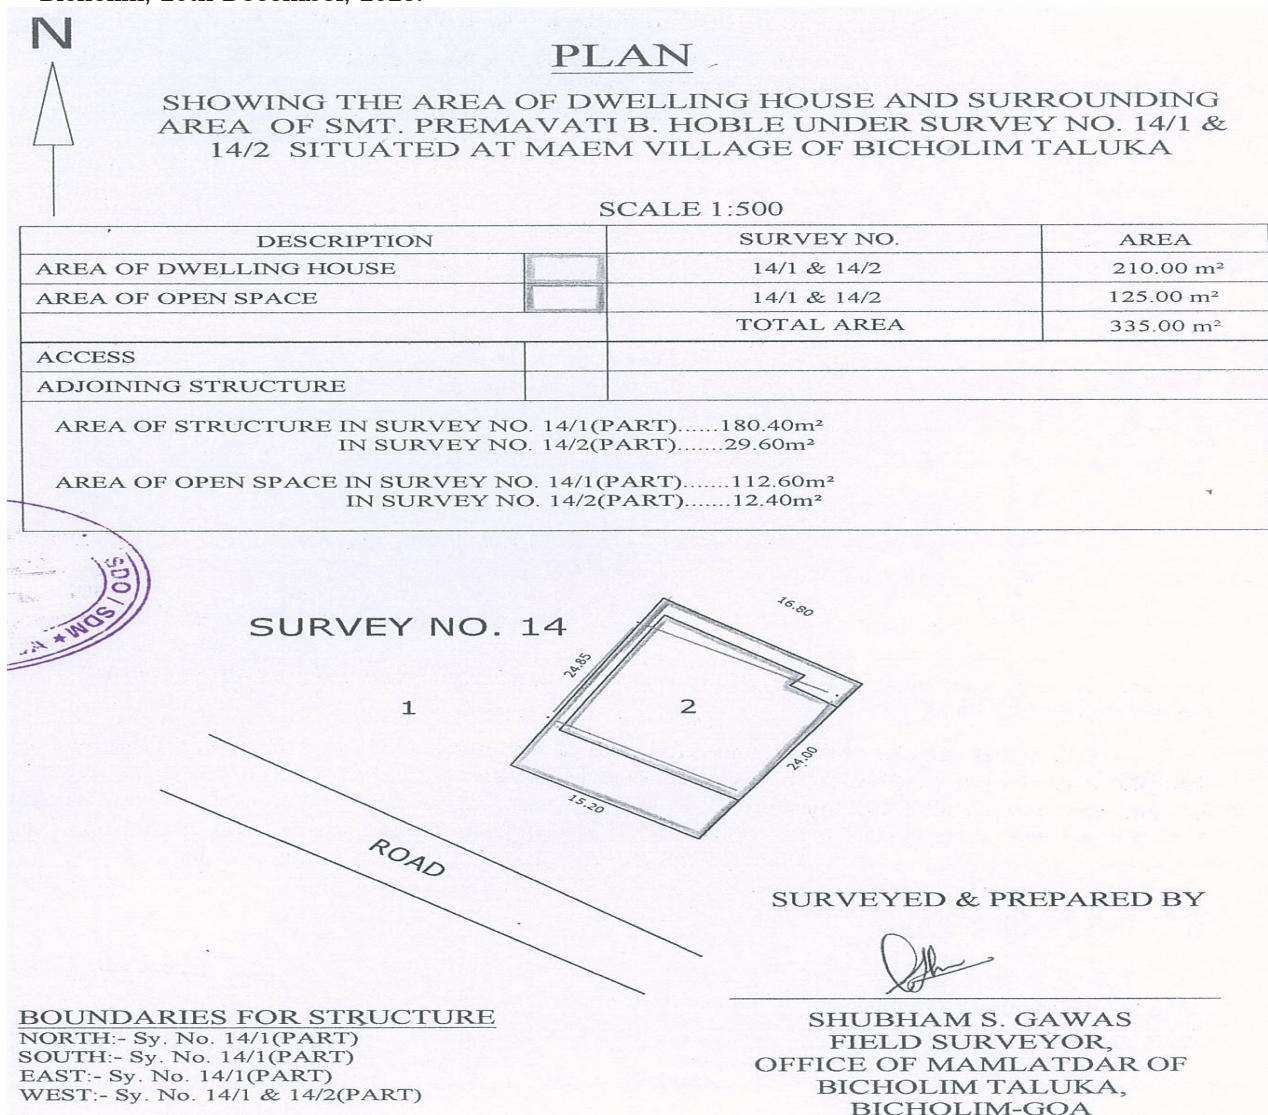 N
PLAN
SHOWING THE AREA OF DWELLING HOUSE AND SURROUNDING
AREA OF SMT. PREMAVATI B. HOBLE UNDER SURVEY NO. 14/1 &
14/2 SITUATED AT MAEM VILLAGE OF BICHOLIM TALUKA
SCALE 1:500
DESCRIPTION SURVEY NO. AREA
AREA OF DWELLING HOUSE 14/1 & 14/2 210.00 m²
AREA OF OPEN SPACE 14/1 & 14/2 125.00 m²
TOTAL AREA 335.00 m²
ACCESS
ADJOINING STRUCTURE
AREA OF STRUCTURE IN SURVEY NO. 14/1(PART)......180.40m²
IN SURVEY NO. 14/2(PART).......29.60m²
AREA OF OPEN SPACE IN SURVEY NO. 14/1(PART)......112.60m²
IN SURVEY NO. 14/2(PART).......12.40m²
SDO / SDM ★
SURVEY NO. 14
16.80
24.85
1
2
24.00
15.20
ROAD
SURVEYED & PREPARED BY
BOUNDARIES FOR STRUCTURE
NORTH:- Sy. No. 14/1(PART)
SOUTH:- Sy. No. 14/1(PART)
EAST:- Sy. No. 14/1(PART)
WEST:- Sy. No. 14/1 & 14/2(PART)
SHUBHAM S. GAWAS
FIELD SURVEYOR,
OFFICE OF MAMLATDAR OF
BICHOLIM TALUKA,
BICHOLIM-GOA